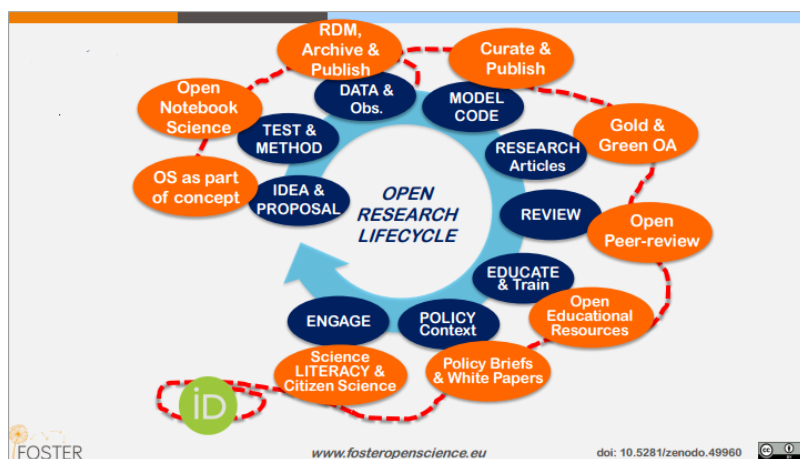 RDM,
Archive &
Publish
Curate &
Publish
Open
Notebook
Science
DATA &
Obs.
MODEL
CODE
Gold &
Green OA
TEST &
METHOD
RESEARCH
Articles
OS as part
of concept
IDEA &
PROPOSAL
OPEN
RESEARCH
LIFECYCLE
REVIEW
Open
Peer-review
EDUCATE
& Train
Open
Educational
Resources
ENGAGE
POLICY
Context
Science
LITERACY &
Citizen Science
Policy Briefs
& White Papers
iD
FOSTER
www.fosteropenscience.eu
doi: 10.5281/zenodo.49960
cc
BY